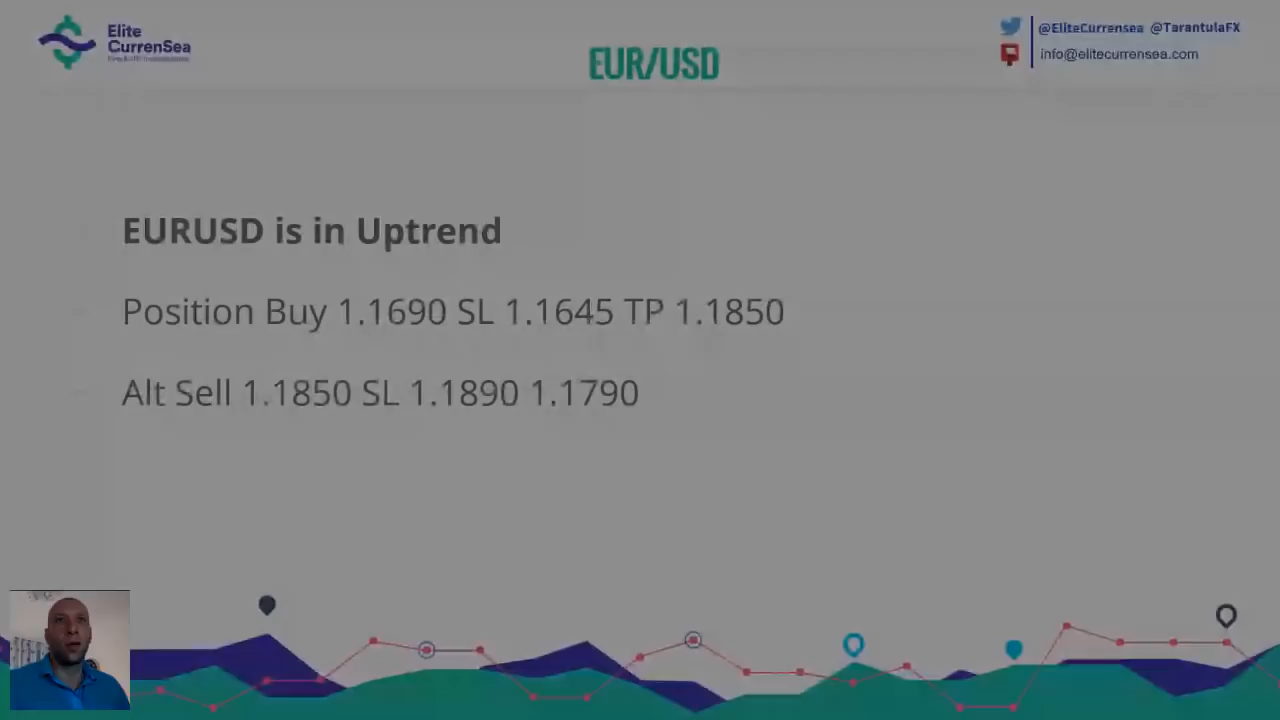 Elite
CurrenSea
EUR/USD
@EliteCurrensea @TarantulaFX
info@elitecurrensea.com
EURUSD is in Uptrend
Position Buy 1.1690 SL 1.1645 TP 1.1850
Alt Sell 1.1850 SL 1.1890 1.1790